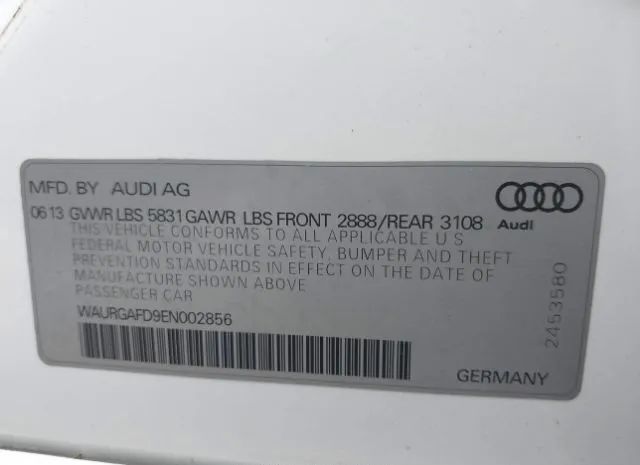 MFD. BY AUDI AG
06 13 GVWR LBS 5831 GAWR LBS FRONT 2888/REAR 3108
Audi
THIS VEHICLE CONFORMS TO ALL APPLICABLE U S
FEDERAL MOTOR VEHICLE SAFETY, BUMPER AND THEFT
PREVENTION STANDARDS IN EFFECT ON THE DATE OF
MANUFACTURE SHOWN ABOVE
PASSENGER CAR
WAURGAFD9EN002856
2453580
GERMANY